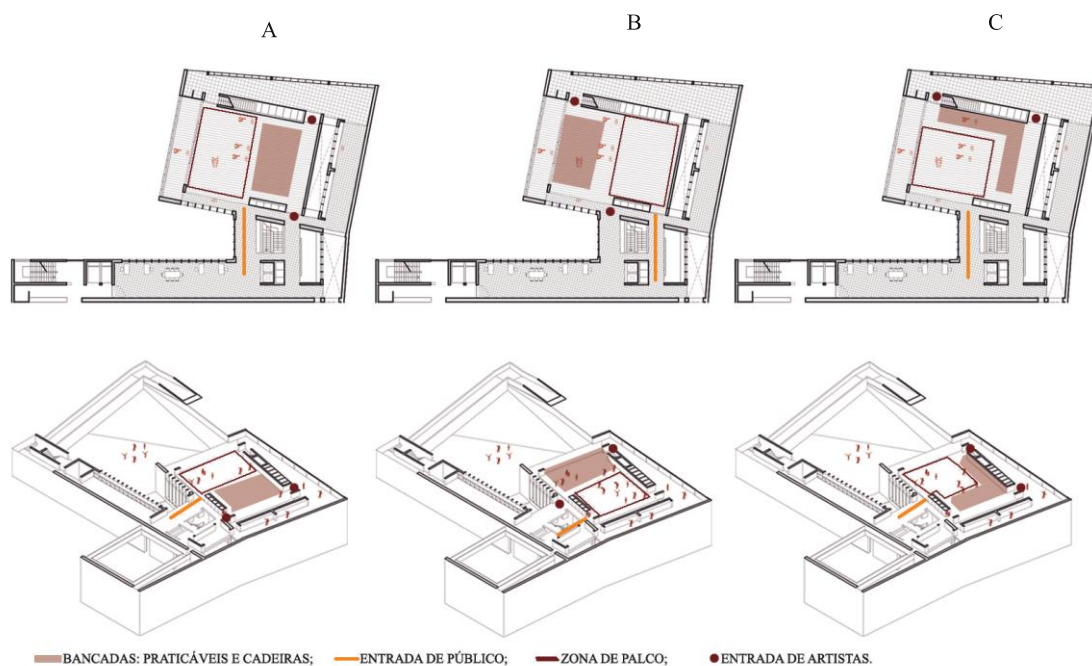 A
B
C
BANCADAS: PRATICÁVEIS E CADEIRAS; ENTRADA DE PÚBLICO; ZONA DE PALCO; ENTRADA DE ARTISTAS.